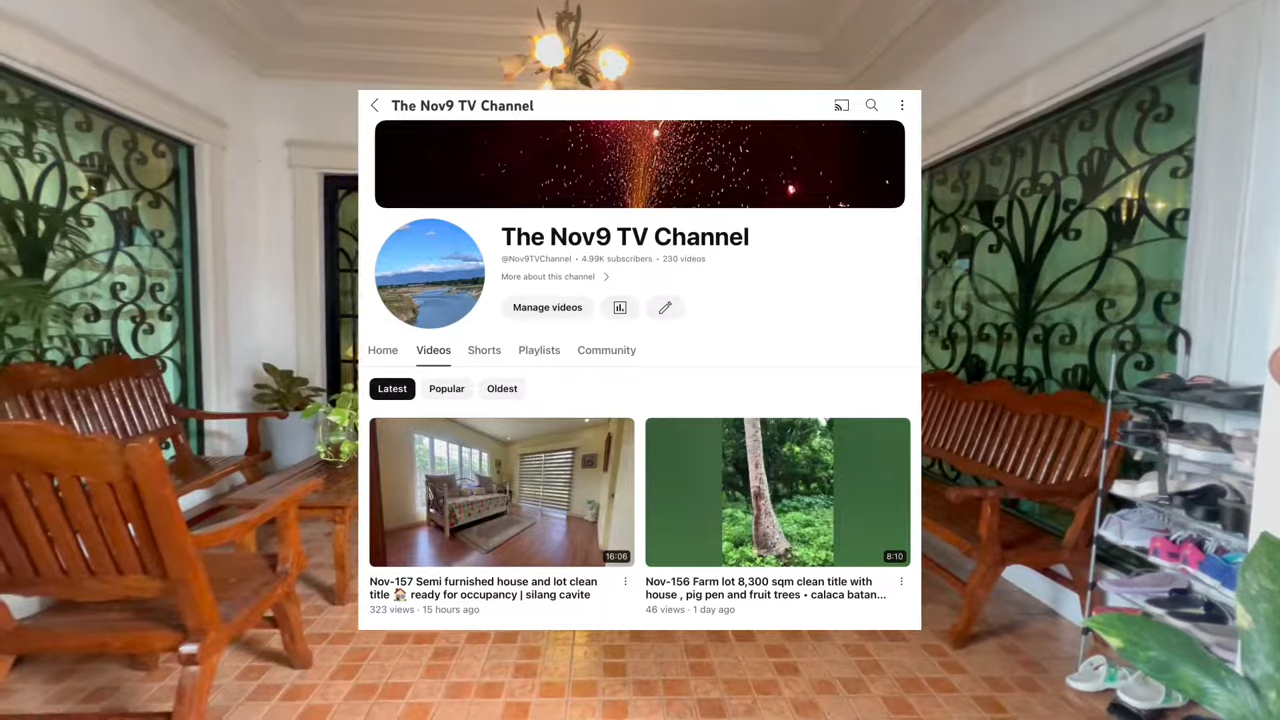 The Nov9 TV Channel
The Nov9 TV Channel
@Nov9TVChannel • 4.99K subscribers • 230 videos
More about this channel
Manage videos
Home Videos Shorts Playlists Community
Latest Popular Oldest
16:06
Nov-157 Semi furnished house and lot clean
title 🏠 ready for occupancy | silang cavite
323 views · 15 hours ago
8:10
Nov-156 Farm lot 8,300 sqm clean title with
house , pig pen and fruit trees • calaca batan...
46 views · 1 day ago